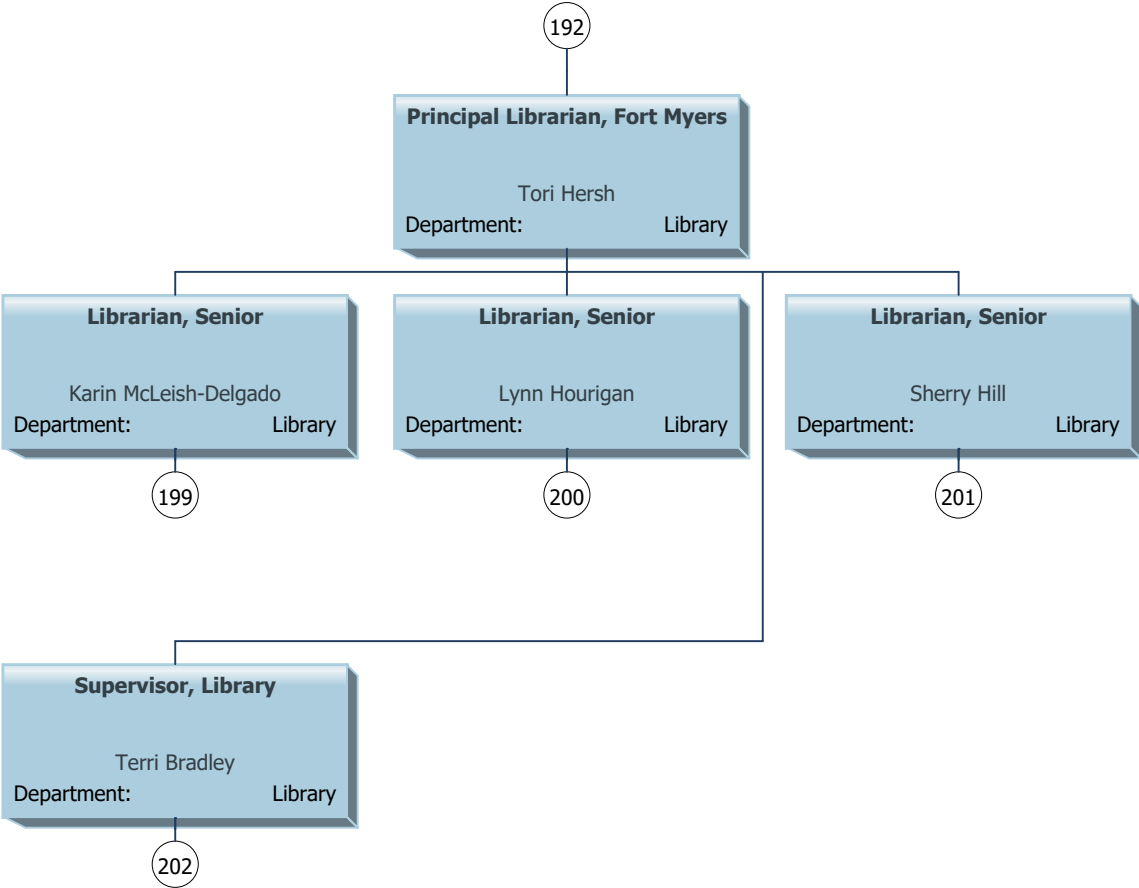 192
Principal Librarian, Fort Myers
Tori Hersh
Department: Library
Librarian, Senior
Karin McLeish-Delgado
Department: Library
199
Librarian, Senior
Lynn Hourigan
Department: Library
200
Librarian, Senior
Sherry Hill
Department: Library
201
Supervisor, Library
Terri Bradley
Department: Library
202